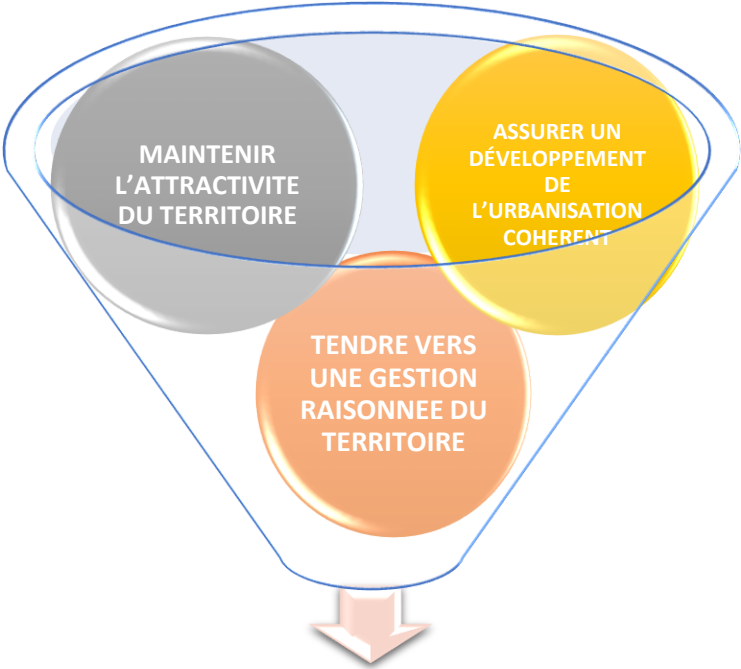 MAINTENIR
L’ATTRACTIVITE
DU TERRITOIRE
ASSURER UN
DÉVELOPPEMENT
DE
L’URBANISATION
COHERENT
TENDRE VERS
UNE GESTION
RAISONNEE DU
TERRITOIRE